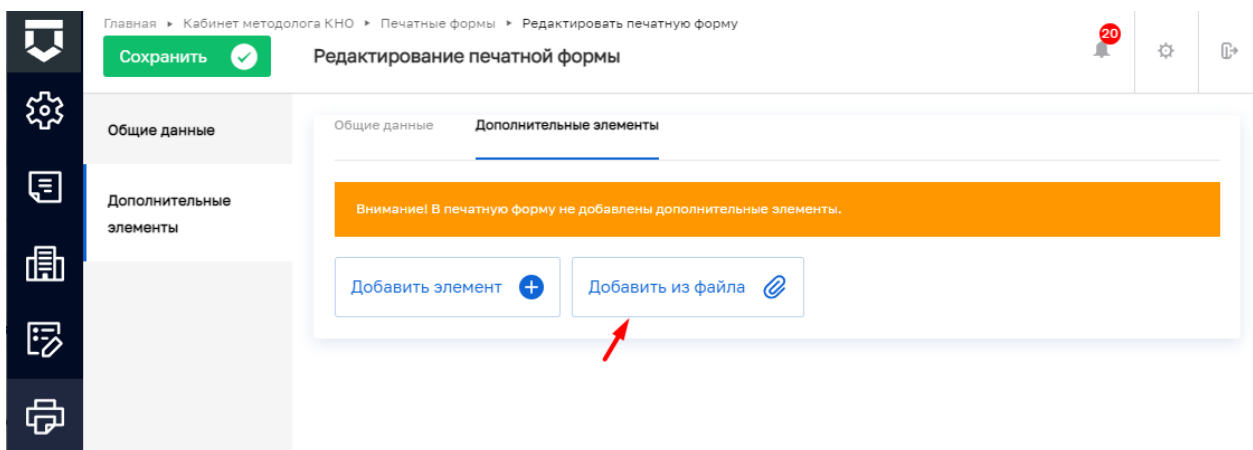 Главная ▸ Кабинет методолога КНО ▸ Печатные формы ▸ Редактировать печатную форму
Сохранить
Редактирование печатной формы
20
Общие данные
Дополнительные
элементы
Общие данные
Дополнительные элементы
Внимание! В печатную форму не добавлены дополнительные элементы.
Добавить элемент
Добавить из файла